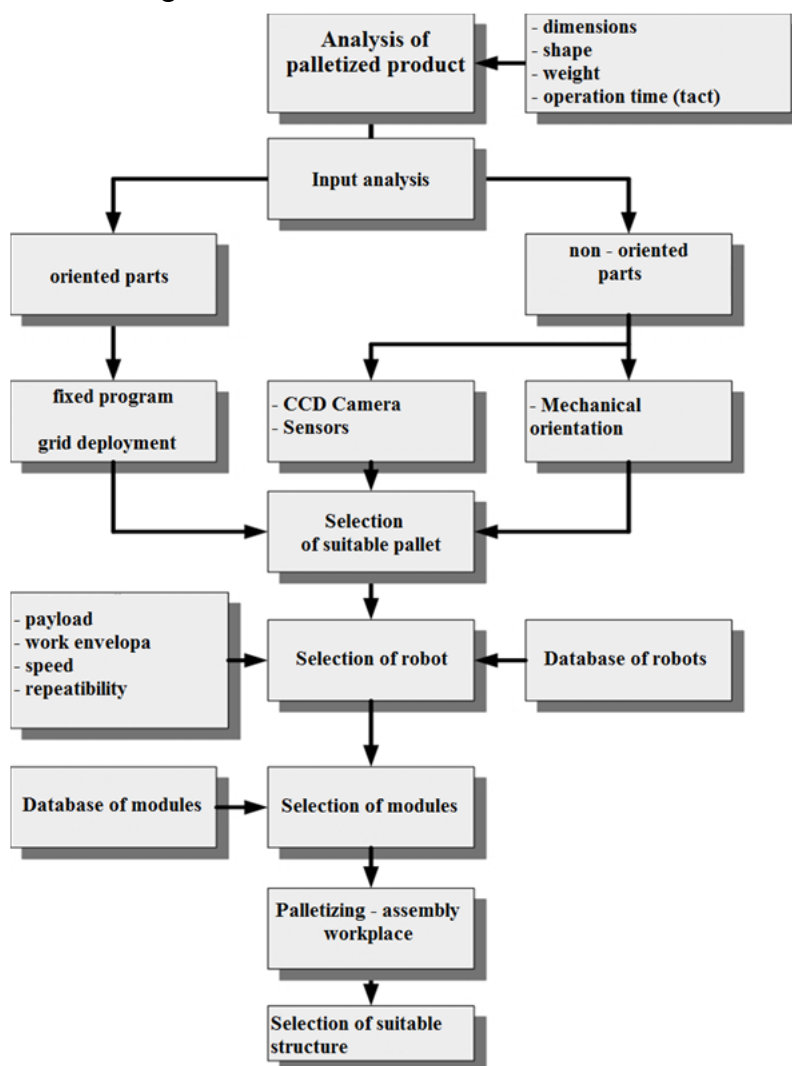 Analysis of
palletized product
- dimensions
- shape
- weight
- operation time (tact)
Input analysis
oriented parts
non - oriented
parts
fixed program
grid deployment
- CCD Camera
- Sensors
- Mechanical
orientation
Selection
of suitable pallet
- payload
- work envelopa
- speed
- repeatibility
Selection of robot
Database of robots
Database of modules
Selection of modules
Palletizing - assembly
workplace
Selection of suitable
structure